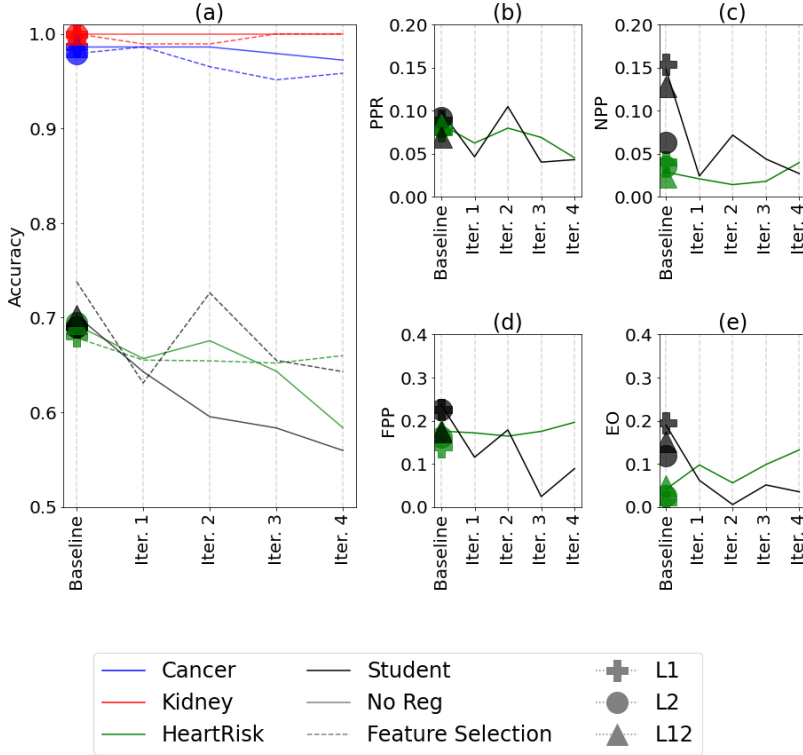 (a)
Accuracy
1.0
0.9
0.8
0.7
0.6
0.5
Baseline
Iter. 1
Iter. 2
Iter. 3
Iter. 4
(b)
PPR
0.20
0.15
0.10
0.05
0.00
Baseline
Iter. 1
Iter. 2
Iter. 3
Iter. 4
(c)
NPP
0.20
0.15
0.10
0.05
0.00
Baseline
Iter. 1
Iter. 2
Iter. 3
Iter. 4
(d)
FPP
0.4
0.3
0.2
0.1
0.0
Baseline
Iter. 1
Iter. 2
Iter. 3
Iter. 4
(e)
EO
0.4
0.3
0.2
0.1
0.0
Baseline
Iter. 1
Iter. 2
Iter. 3
Iter. 4
Cancer
Kidney
HeartRisk
Student
No Reg
Feature Selection
L1
L2
L12